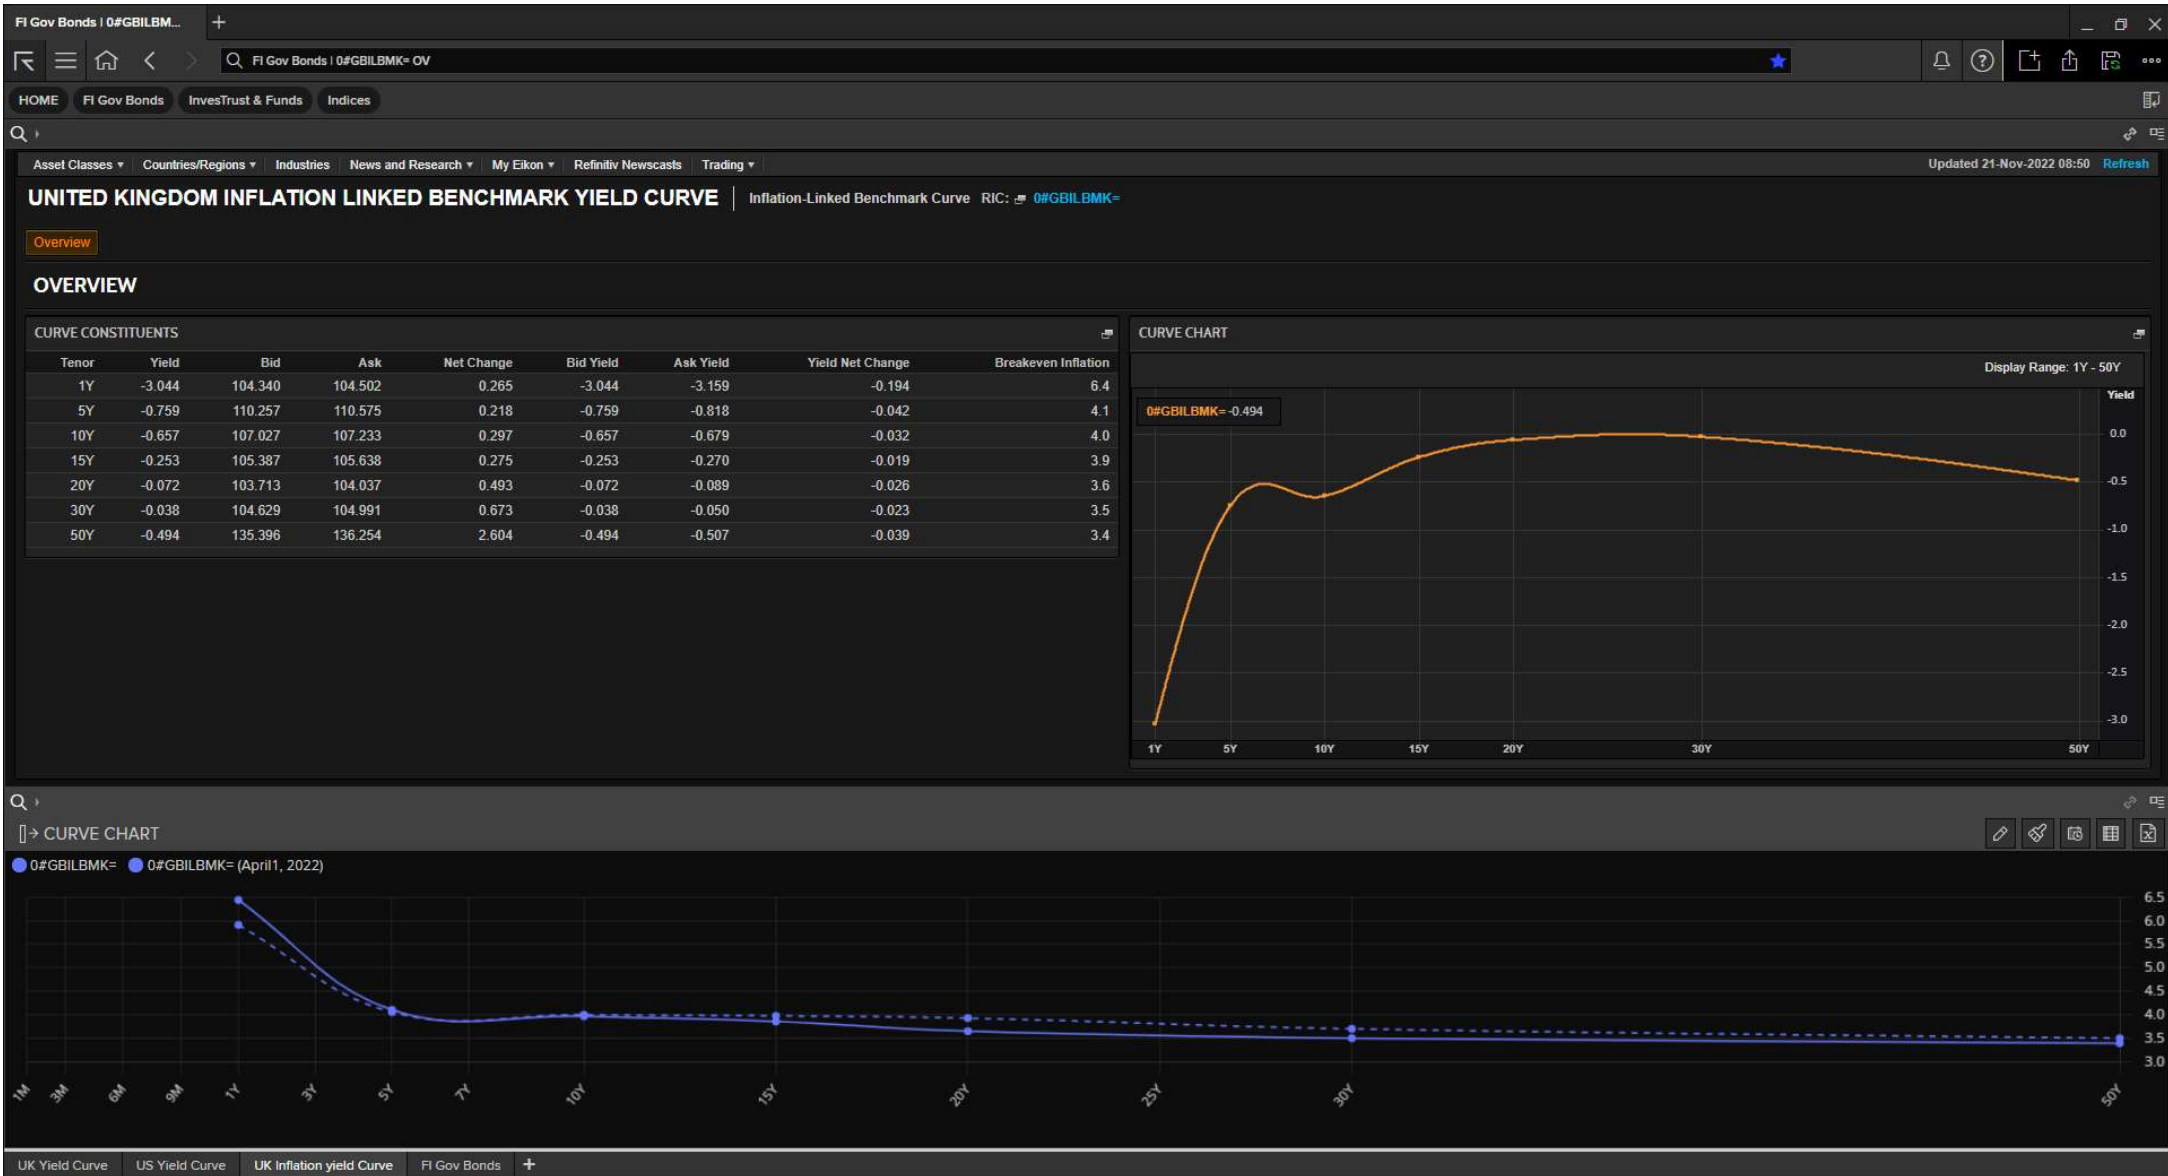 FI Gov Bonds | 0#GBILBM...
FI Gov Bonds | 0#GBILBMK= OV
HOME FI Gov Bonds InvesTrust & Funds Indices
Asset Classes Countries/Regions Industries News and Research My Eikon Refinitiv Newscasts Trading Updated 21-Nov-2022 08:50 Refresh
UNITED KINGDOM INFLATION LINKED BENCHMARK YIELD CURVE Inflation-Linked Benchmark Curve RIC: 0#GBILBMK=
Overview
OVERVIEW
CURVE CONSTITUENTS
Tenor Yield Bid Ask Net Change Bid Yield Ask Yield Yield Net Change Breakeven Inflation
1Y -3.044 104.340 104.502 0.265 -3.044 -3.159 -0.194 6.4
5Y -0.759 110.257 110.575 0.218 -0.759 -0.818 -0.042 4.1
10Y -0.657 107.027 107.233 0.297 -0.657 -0.679 -0.032 4.0
15Y -0.253 105.387 105.638 0.275 -0.253 -0.270 -0.019 3.9
20Y -0.072 103.713 104.037 0.493 -0.072 -0.089 -0.026 3.6
30Y -0.038 104.629 104.991 0.673 -0.038 -0.050 -0.023 3.5
50Y -0.494 135.396 136.254 2.604 -0.494 -0.507 -0.039 3.4
CURVE CHART
Display Range: 1Y - 50Y
Yield
0#GBILBMK= -0.494
0.0
-0.5
-1.0
-1.5
-2.0
-2.5
-3.0
1Y 5Y 10Y 15Y 20Y 30Y 50Y
CURVE CHART
0#GBILBMK= 0#GBILBMK= (April1, 2022)
6.5
6.0
5.5
5.0
4.5
4.0
3.5
3.0
1M 3M 6M 9M 1Y 3Y 5Y 7Y 10Y 15Y 20Y 25Y 30Y 50Y
UK Yield Curve US Yield Curve UK Inflation yield Curve FI Gov Bonds +